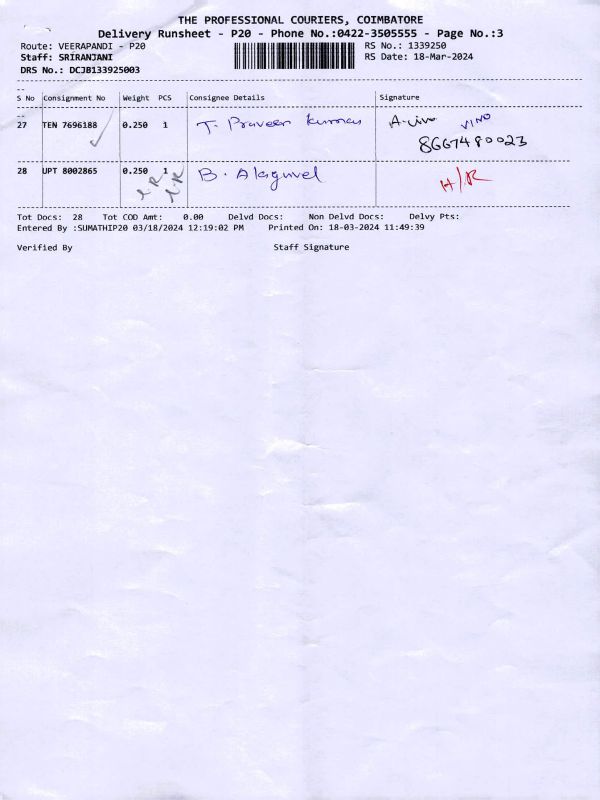 THE PROFESSIONAL COURIERS, COIMBATORE
Delivery Runsheet - P20 - Phone No.:0422-3505555 - Page No.:3
Route: VEERAPANDI - P20 RS No.: 1339250
Staff: SRIRANJANI RS Date: 18-Mar-2024
DRS No.: DCJB133925003
S No Consignment No Weight PCS Consignee Details Signature
27 TEN 7696188 0.250 1 T. Praveen kumar A-vino VINO
8667480023
28 UPT 8002865 0.250 1 B. Alaguvel H/R
Tot Docs: 28 Tot COD Amt: 0.00 Delvd Docs: Non Delvd Docs: Delvy Pts:
Entered By :SUMATHIP20 03/18/2024 12:19:02 PM Printed On: 18-03-2024 11:49:39
Verified By Staff Signature